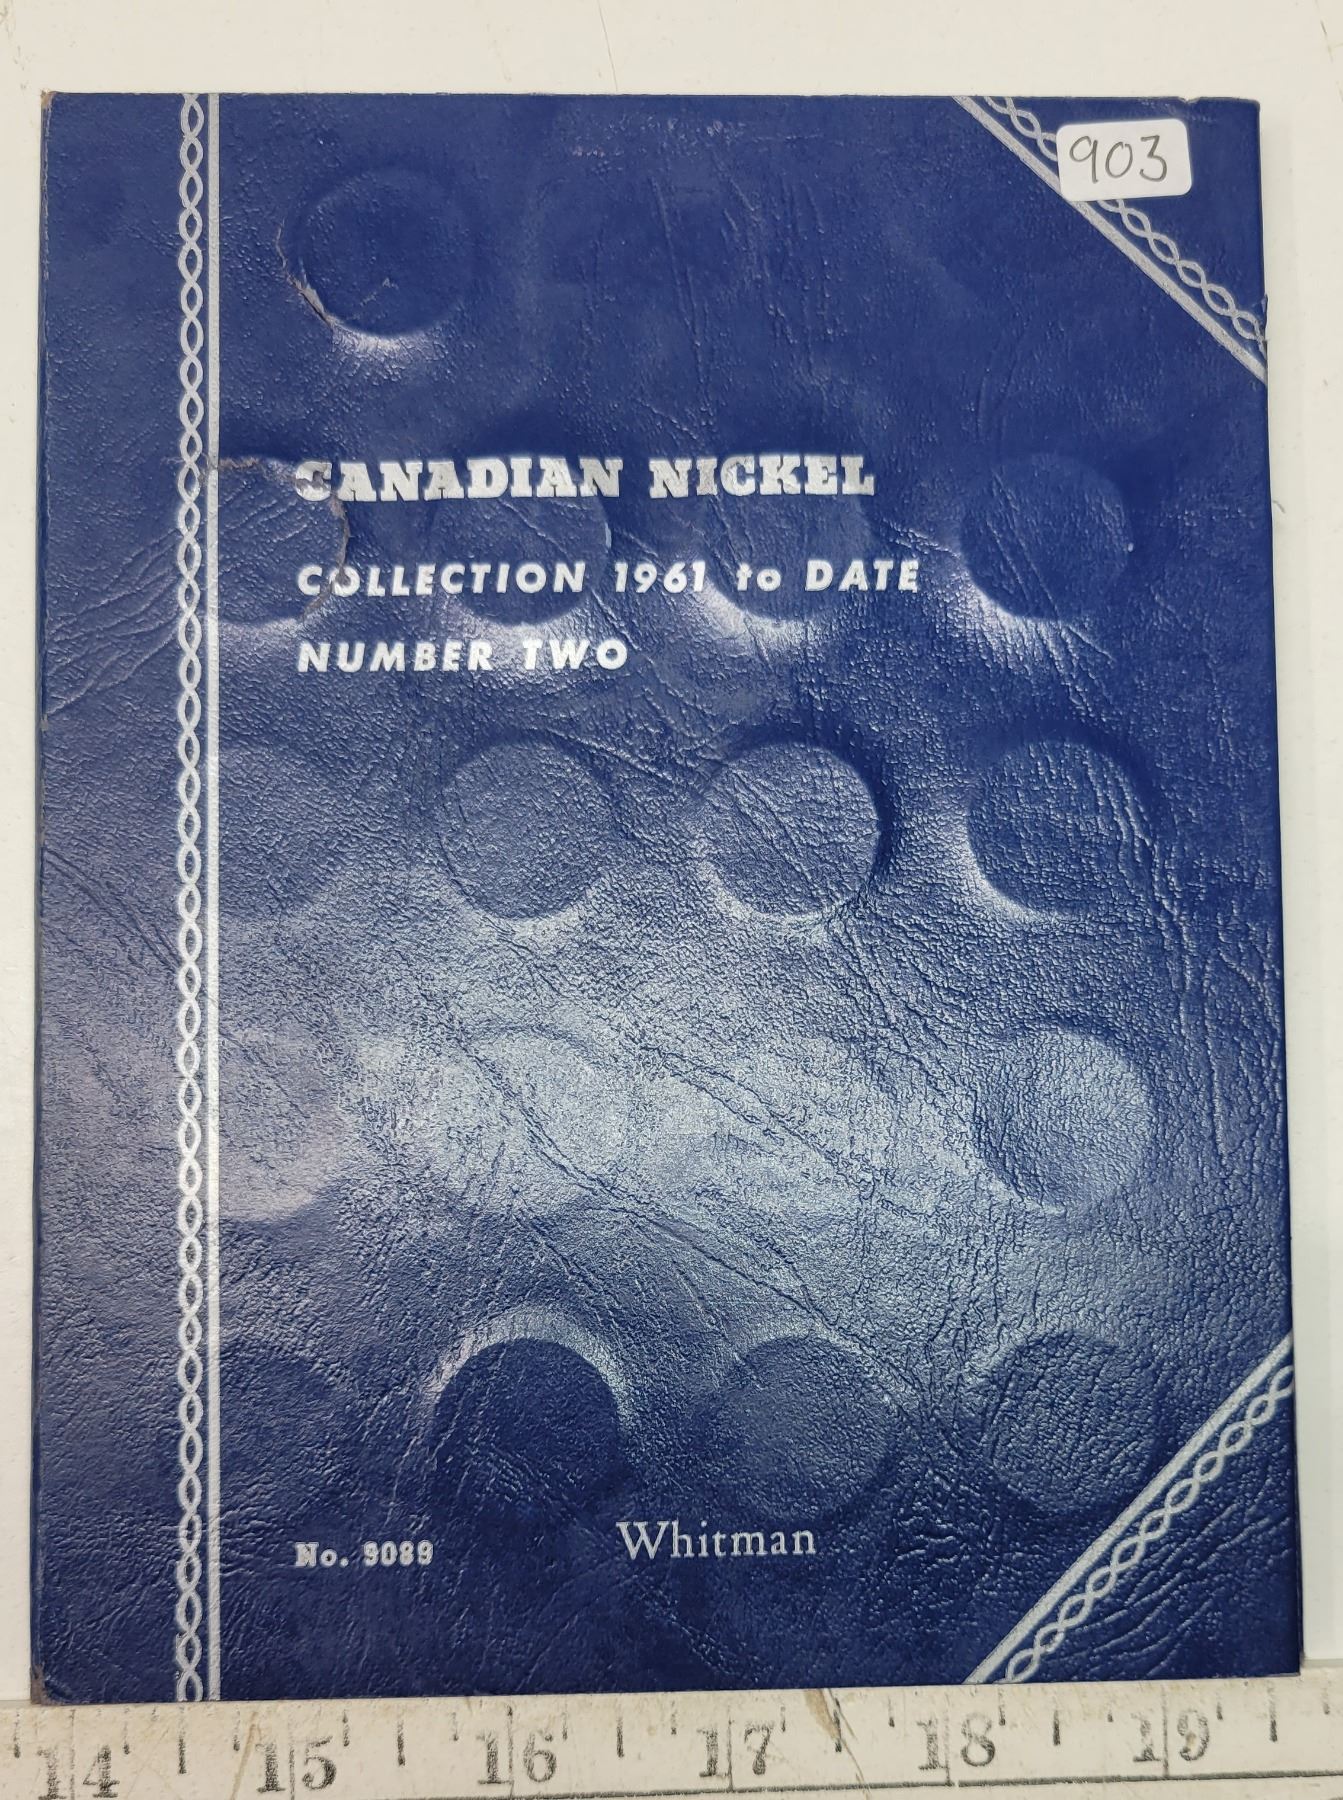 903
CANADIAN NICKEL
COLLECTION 1961 to DATE
NUMBER TWO
No. 9089
Whitman
14 15 16 17 18 19